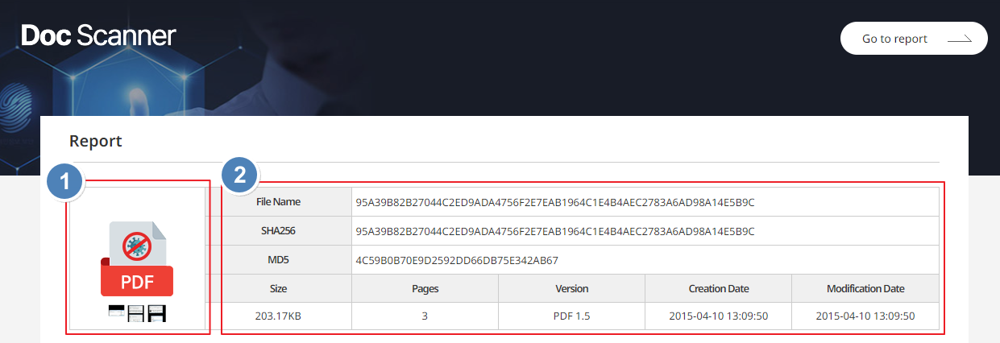 Doc Scanner
Go to report
Report
1
2
File Name 95A39B82B27044C2ED9ADA4756F2E7EAB1964C1E4B4AEC2783A6AD98A14E5B9C
SHA256 95A39B82B27044C2ED9ADA4756F2E7EAB1964C1E4B4AEC2783A6AD98A14E5B9C
MD5 4C59B0B70E9D2592DD66DB75E342AB67
PDF
Size Pages Version Creation Date Modification Date
203.17KB 3 PDF 1.5 2015-04-10 13:09:50 2015-04-10 13:09:50